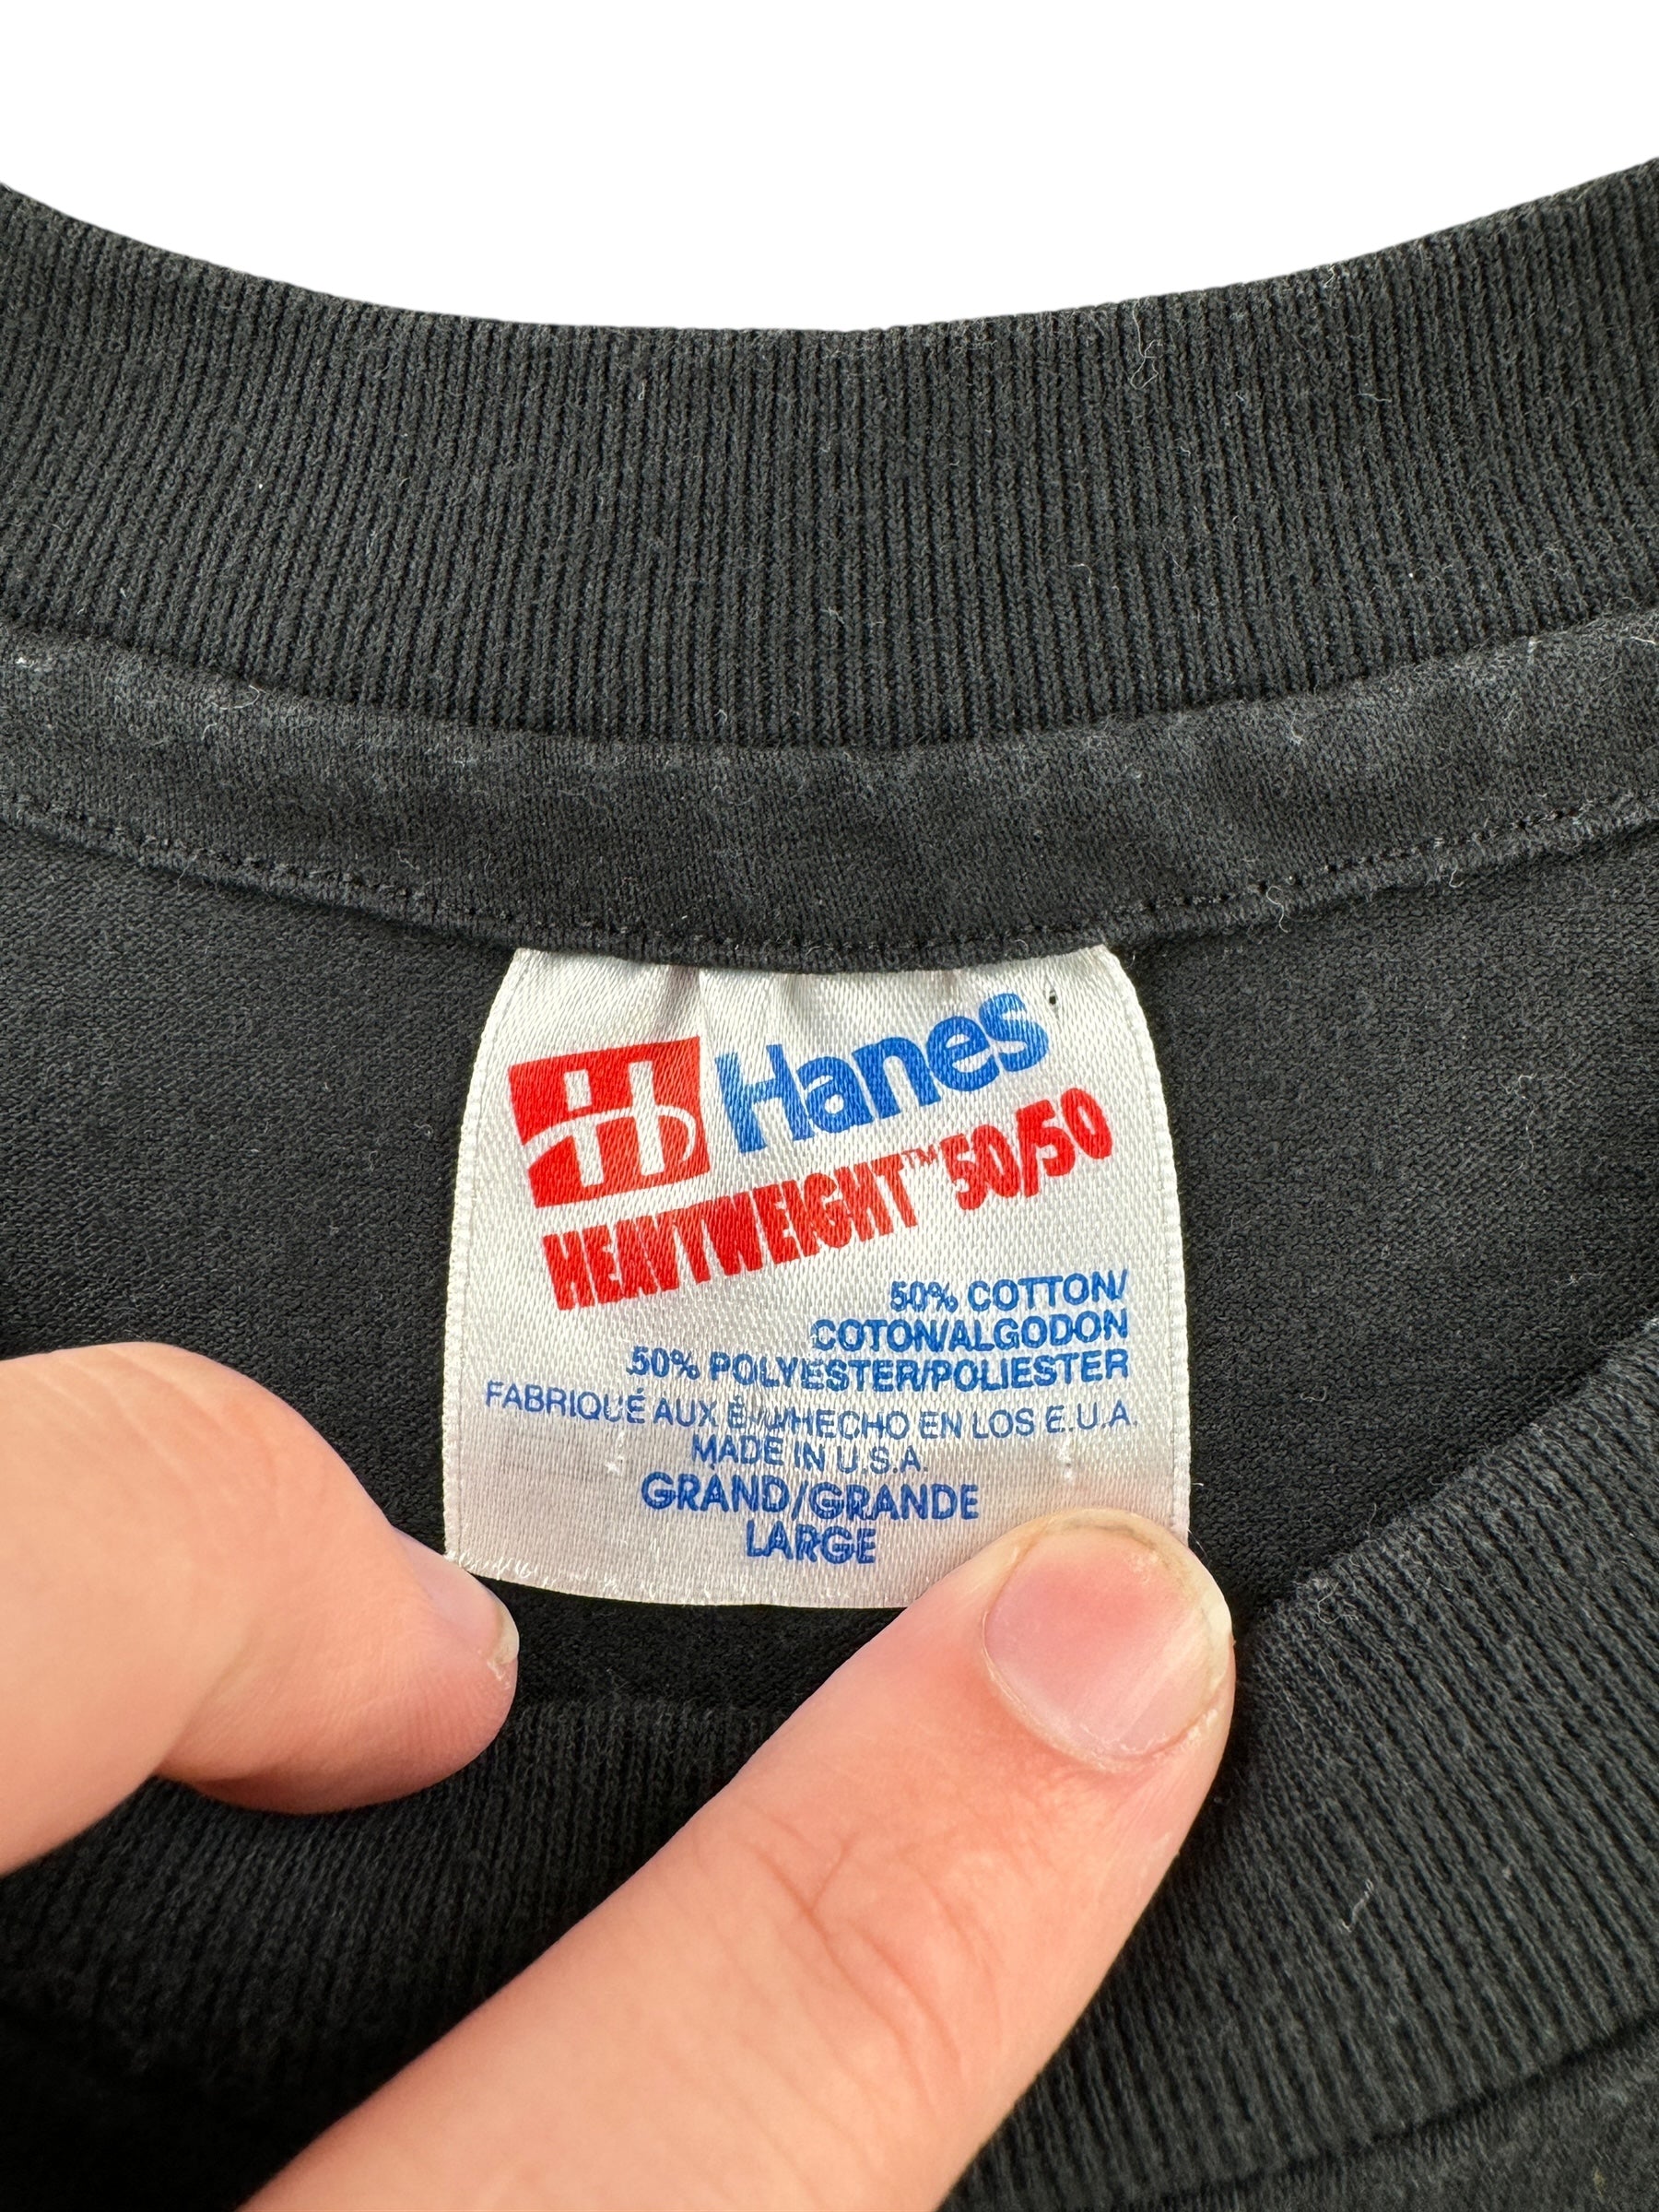 Hanes
HEAVYWEIGHT™ 50/50
50% COTTON/
COTON/ALGODON
50% POLYESTER/POLIESTER
FABRIQUÉ AUX É.-U./HECHO EN LOS E.U.A.
MADE IN U.S.A.
GRAND/GRANDE
LARGE